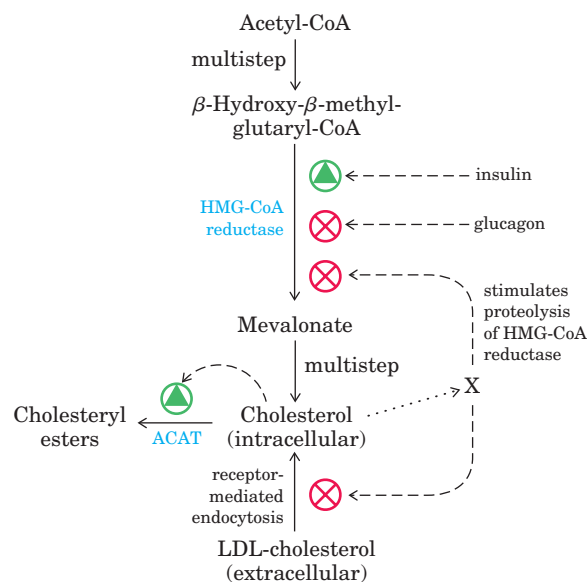 Acetyl-CoA
multistep
β-Hydroxy-β-methyl-
glutaryl-CoA
insulin
HMG-CoA
reductase
glucagon
stimulates
proteolysis
of HMG-CoA
reductase
Mevalonate
multistep
X
Cholesteryl
esters
ACAT
Cholesterol
(intracellular)
receptor-
mediated
endocytosis
LDL-cholesterol
(extracellular)